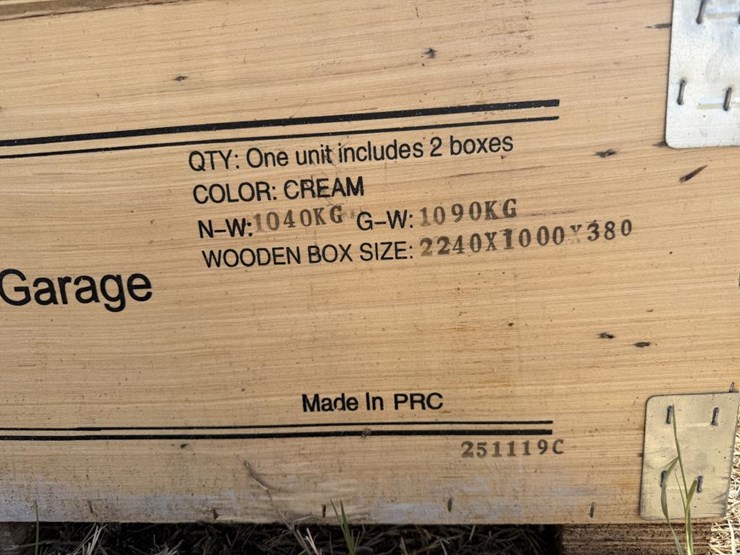 QTY: One unit includes 2 boxes
COLOR: CREAM
N-W:1040KG G-W: 1090KG
WOODEN BOX SIZE: 2240X1000X380
Garage
Made In PRC
251119C